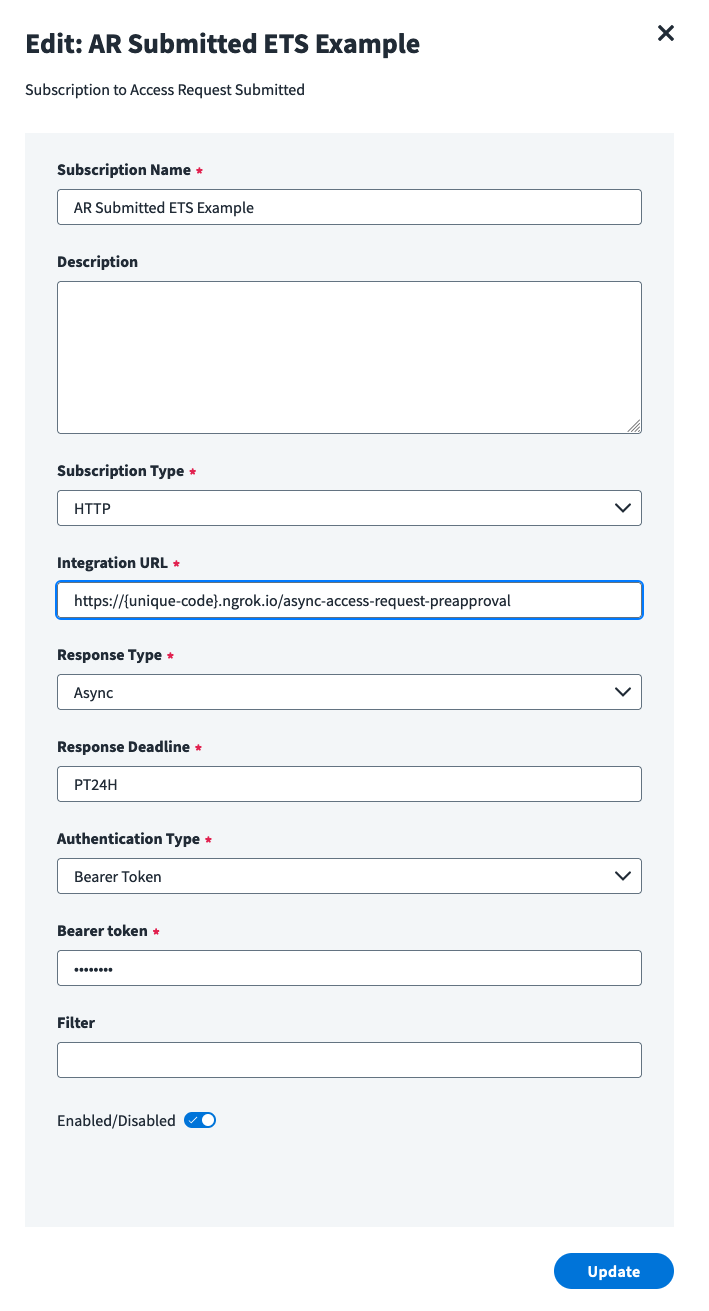 Edit: AR Submitted ETS Example
Subscription to Access Request Submitted
Subscription Name *
AR Submitted ETS Example
Description
Subscription Type *
HTTP
Integration URL *
https://{unique-code}.ngrok.io/async-access-request-preapproval
Response Type *
Async
Response Deadline *
PT24H
Authentication Type *
Bearer Token
Bearer token *
••••••••
Filter
Enabled/Disabled
Update